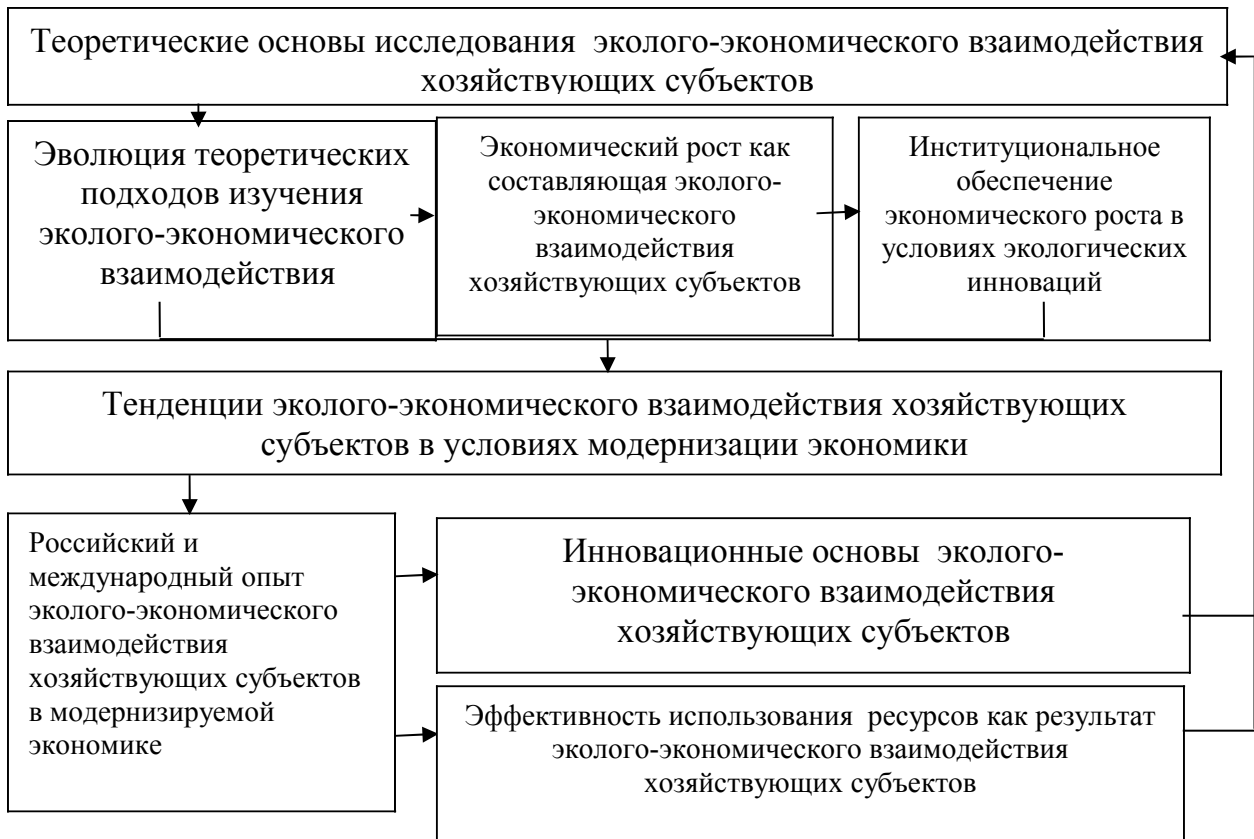 Теоретические основы исследования эколого-экономического взаимодействия
хозяйствующих субъектов
Эволюция теоретических
подходов изучения
эколого-экономического
взаимодействия
Экономический рост как
составляющая эколого-
экономического
взаимодействия
хозяйствующих субъектов
Институциональное
обеспечение
экономического роста в
условиях экологических
инноваций
Тенденции эколого-экономического взаимодействия хозяйствующих
субъектов в условиях модернизации экономики
Российский и
международный опыт
эколого-экономического
взаимодействия
хозяйствующих субъектов
в модернизируемой
экономике
Инновационные основы эколого-
экономического взаимодействия
хозяйствующих субъектов
Эффективность использования ресурсов как результат
эколого-экономического взаимодействия
хозяйствующих субъектов